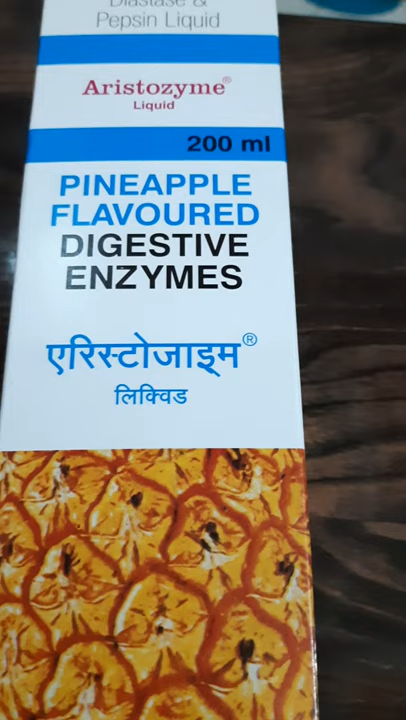 Diastase &
Pepsin Liquid
Aristozyme®
Liquid
200 ml
PINEAPPLE
FLAVOURED
DIGESTIVE
ENZYMES
एरिस्टोजाइम®
लिक्विड